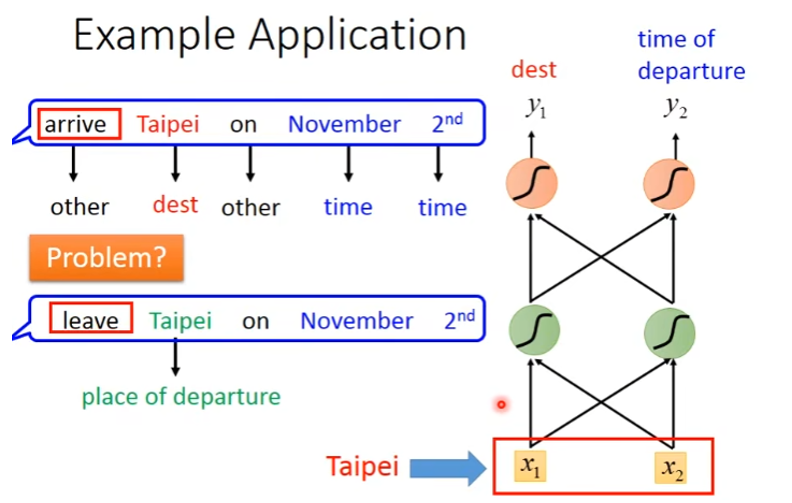 Example Application
dest
time of
departure
y₁
y₂
arrive Taipei on November 2ⁿᵈ
other dest other time time
Problem?
leave Taipei on November 2ⁿᵈ
place of departure
Taipei
x₁
x₂